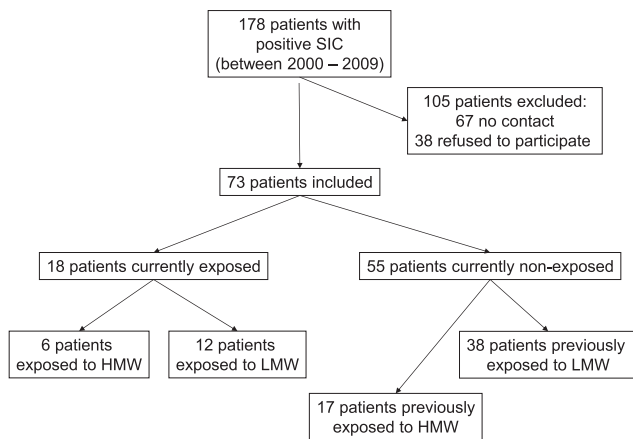 178 patients with
positive SIC
(between 2000 – 2009)
105 patients excluded:
67 no contact
38 refused to participate
73 patients included
18 patients currently exposed
55 patients currently non-exposed
6 patients
exposed to HMW
12 patients
exposed to LMW
38 patients previously
exposed to LMW
17 patients previously
exposed to HMW